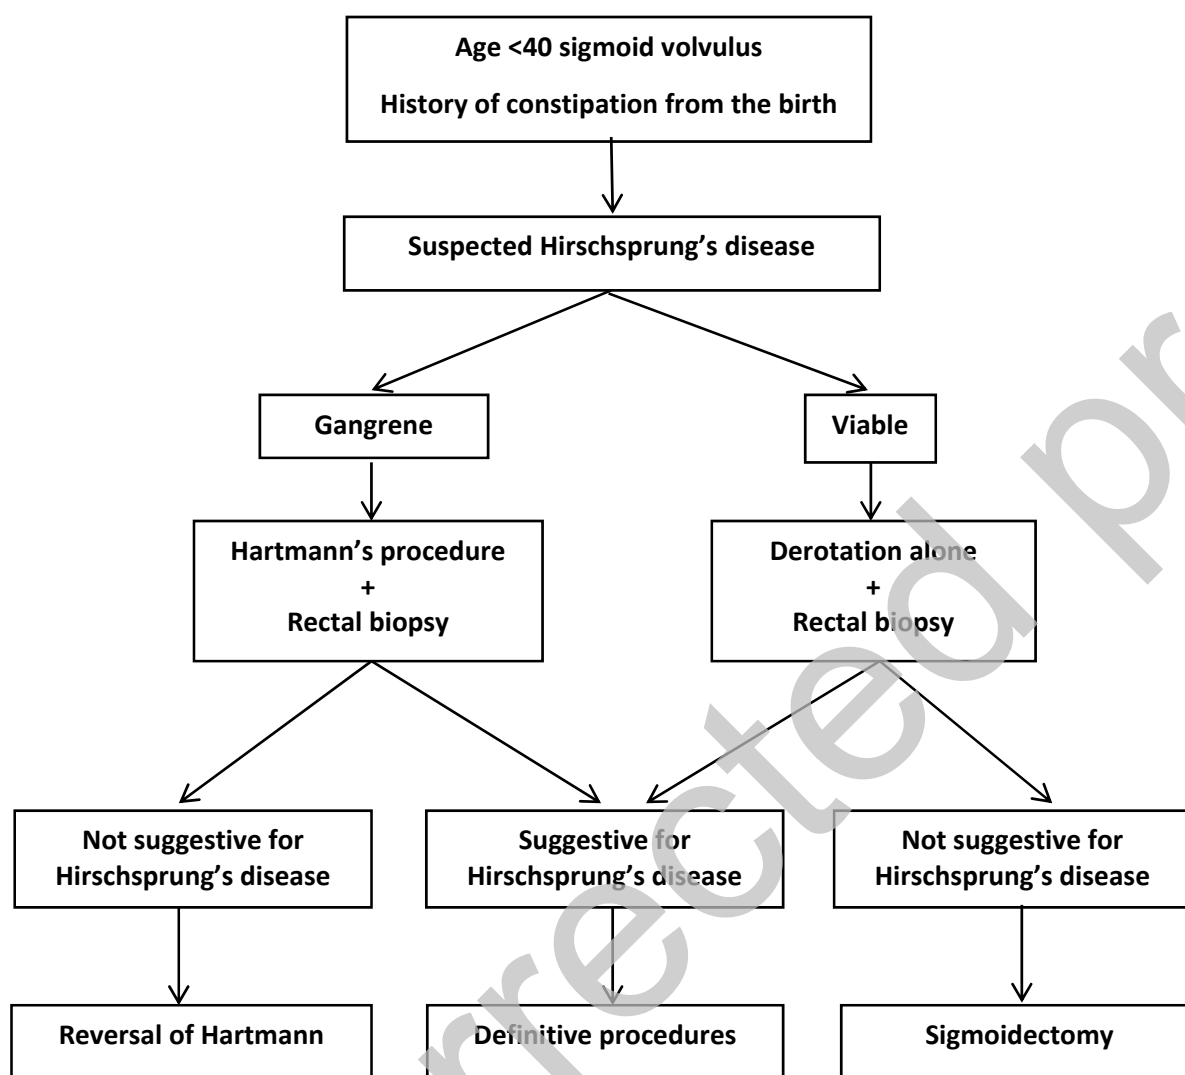 Age <40 sigmoid volvulus
History of constipation from the birth
Suspected Hirschsprung’s disease
Gangrene
Viable
Hartmann’s procedure
+
Rectal biopsy
Derotation alone
+
Rectal biopsy
Not suggestive for
Hirschsprung’s disease
Suggestive for
Hirschsprung’s disease
Not suggestive for
Hirschsprung’s disease
Reversal of Hartmann
Definitive procedures
Sigmoidectomy
rrected pr